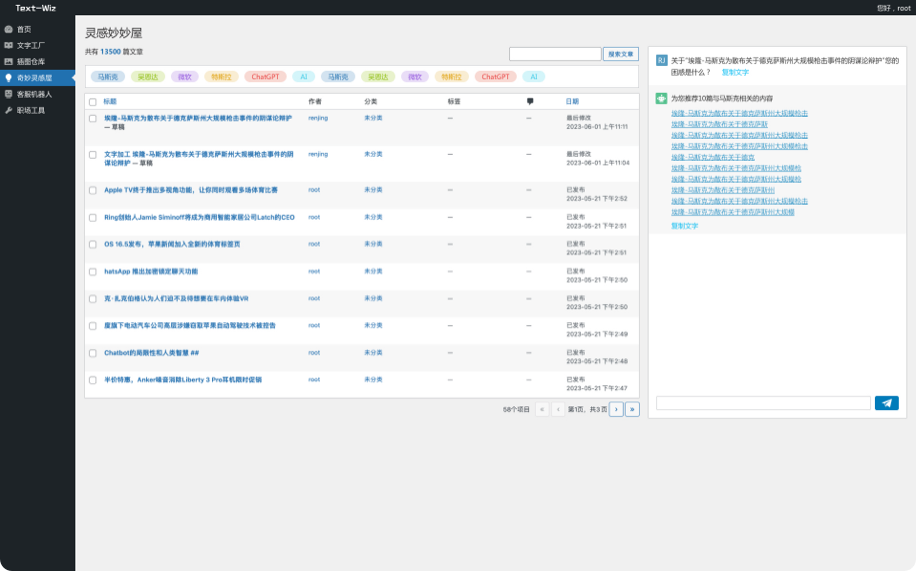 Text-Wiz
您好，root
首页
文字工厂
插画仓库
奇妙灵感屋
客服机器人
职场工具
灵感妙妙屋
共有 13500 篇文章
搜索文章
马斯克 英伟达 微软 特斯拉 ChatGPT AI 马斯克 英伟达 微软 特斯拉 ChatGPT AI
标题 作者 分类 标签 日期
埃隆-马斯克为散布关于德克萨斯州大规模枪击事件的阴谋论辩护 — 草稿 renjing 未分类 — — 最后修改 2023-06-01 上午11:11
文字加工 埃隆-马斯克为散布关于德克萨斯州大规模枪击事件的阴谋论辩护 — 草稿 renjing 未分类 — — 最后修改 2023-06-01 上午11:04
Apple TV终于推出多视角功能，让你同时观看多场体育比赛 root 未分类 — — 已发布 2023-05-21 下午2:52
Ring创始人Jamie Siminoff将成为商用智能家居公司Latch的CEO root 未分类 — — 已发布 2023-05-21 下午2:51
OS 16.5发布，苹果新闻加入全新的体育标签页 root 未分类 — — 已发布 2023-05-21 下午2:51
hatsApp 推出加密锁定聊天功能 root 未分类 — — 已发布 2023-05-21 下午2:50
克·扎克伯格认为人们迫不及待想要在车内体验VR root 未分类 — — 已发布 2023-05-21 下午2:50
度旗下电动汽车公司高层涉嫌窃取苹果自动驾驶技术被控告 root 未分类 — — 已发布 2023-05-21 下午2:49
Chatbot的局限性和人类智慧 ## root 未分类 — — 已发布 2023-05-21 下午2:48
半价特惠，Anker噪音消除Liberty 3 Pro耳机限时促销 root 未分类 — — 已发布 2023-05-21 下午2:47
58个项目 « ‹ 第1页，共3页 › »
RJ
关于"埃隆-马斯克为散布关于德克萨斯州大规模枪击事件的阴谋论辩护"您的
困惑是什么？ 复制文字
为您推荐10篇与马斯克相关的内容
埃隆-马斯克为散布关于德克萨斯州大规模枪击
埃隆-马斯克为散布关于德克萨斯
埃隆-马斯克为散布关于德克萨斯州大规模枪击
埃隆-马斯克为散布关于德克萨斯州大规模枪击
埃隆-马斯克为散布关于德克
埃隆-马斯克为散布关于德克萨斯州大规模枪
埃隆-马斯克为散布关于德克萨斯州大规模枪
埃隆-马斯克为散布关于德克萨斯州
埃隆-马斯克为散布关于德克萨斯州大规模枪击
埃隆-马斯克为散布关于德克萨斯州大规模
复制文字